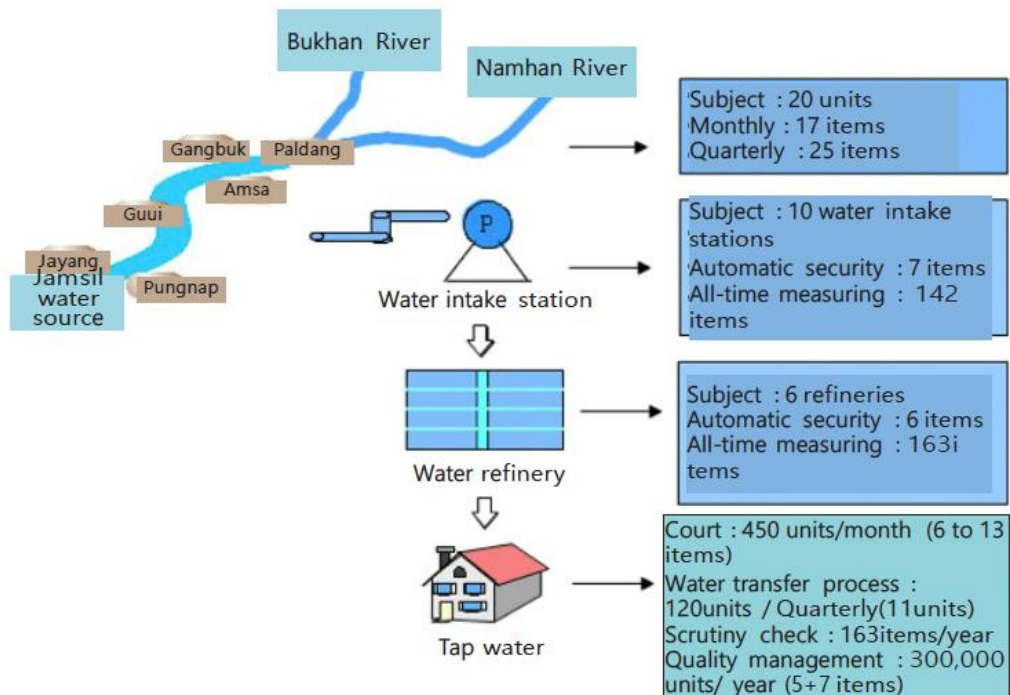 Bukhan River
Namhan River
Gangbuk
Paldang
Amsa
Guui
Jayang
Pungnap
Jamsil
water
source
Subject : 20 units
Monthly : 17 items
Quarterly : 25 items
P
Water intake station
Subject : 10 water intake
stations
Automatic security : 7 items
All-time measuring : 142
items
Water refinery
Subject : 6 refineries
Automatic security : 6 items
All-time measuring : 163i
tems
Tap water
Court : 450 units/month (6 to 13
items)
Water transfer process :
120units / Quarterly(11units)
Scrutiny check : 163items/year
Quality management : 300,000
units/ year (5+7 items)